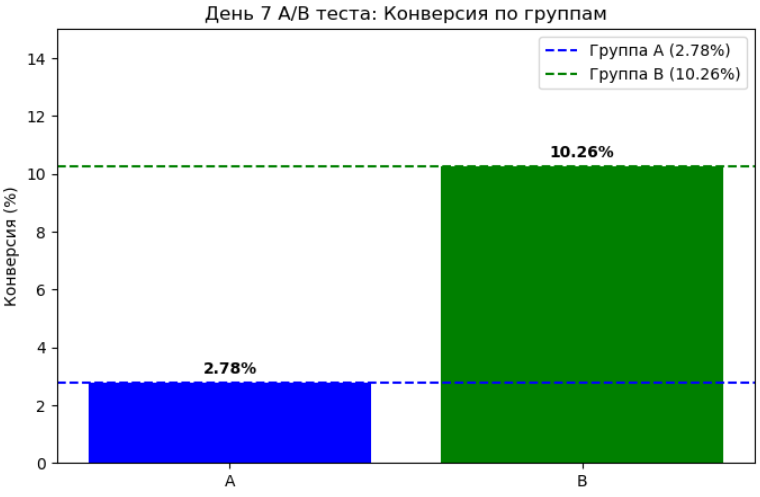 День 7 A/B теста: Конверсия по группам
Группа A (2.78%)
Группа B (10.26%)
Конверсия (%)
14
12
10
8
6
4
2
0
10.26%
2.78%
A
B